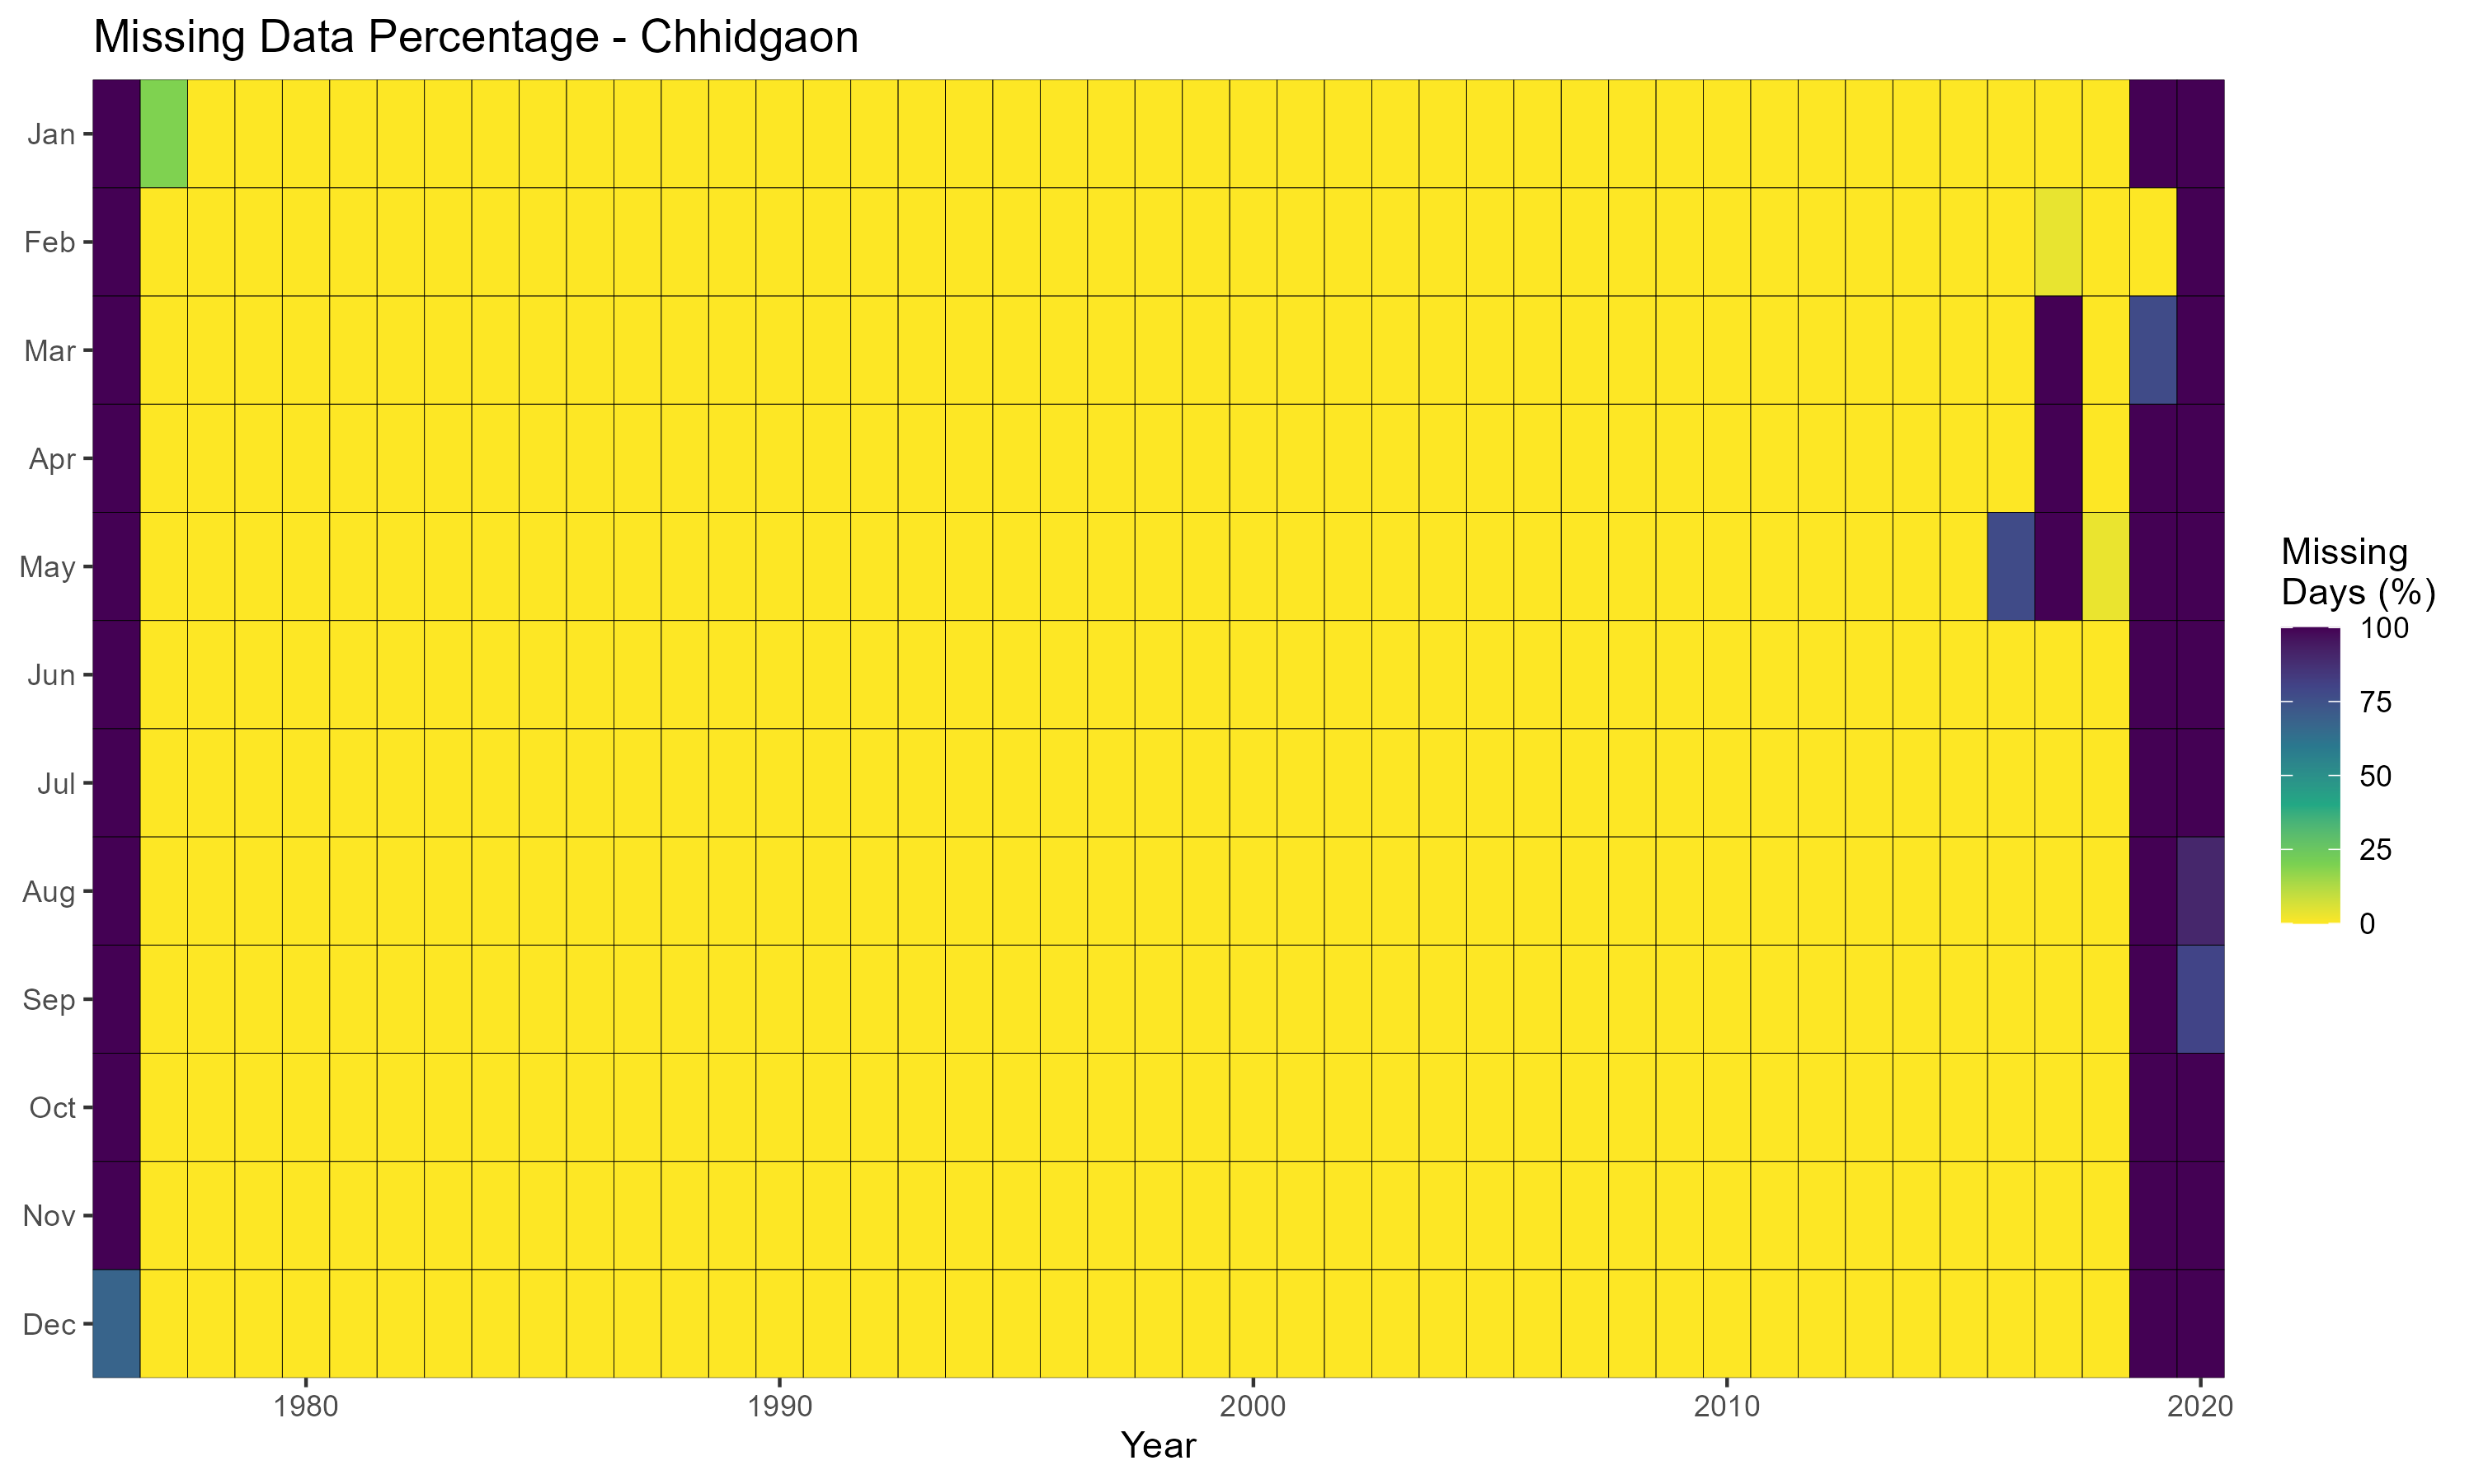 Missing Data Percentage - Chhidgaon
Jan
Feb
Mar
Apr
May
Jun
Jul
Aug
Sep
Oct
Nov
Dec
1980
1990
2000
2010
2020
Year
Missing
Days (%)
100
75
50
25
0